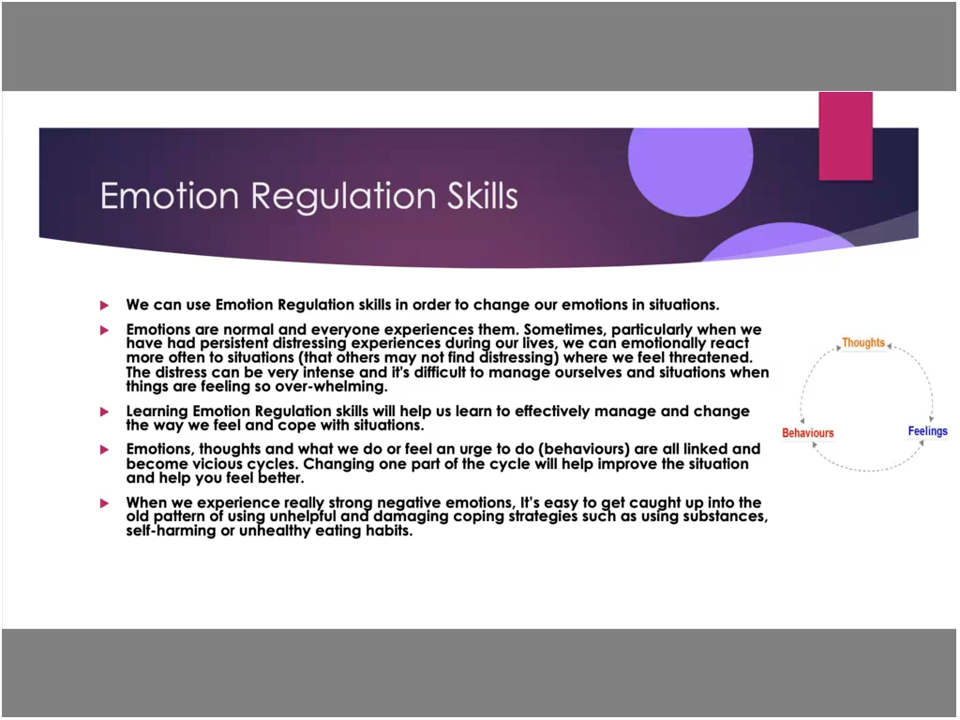 Emotion Regulation Skills
We can use Emotion Regulation skills in order to change our emotions in situations.
Emotions are normal and everyone experiences them. Sometimes, particularly when we
have had persistent distressing experiences during our lives, we can emotionally react
more often to situations (that others may not find distressing) where we feel threatened.
The distress can be very intense and it's difficult to manage ourselves and situations when
things are feeling so over-whelming.
Learning Emotion Regulation skills will help us learn to effectively manage and change
the way we feel and cope with situations.
Emotions, thoughts and what we do or feel an urge to do (behaviours) are all linked and
become vicious cycles. Changing one part of the cycle will help improve the situation
and help you feel better.
When we experience really strong negative emotions, It's easy to get caught up into the
old pattern of using unhelpful and damaging coping strategies such as using substances,
self-harming or unhealthy eating habits.
Thoughts
Behaviours
Feelings